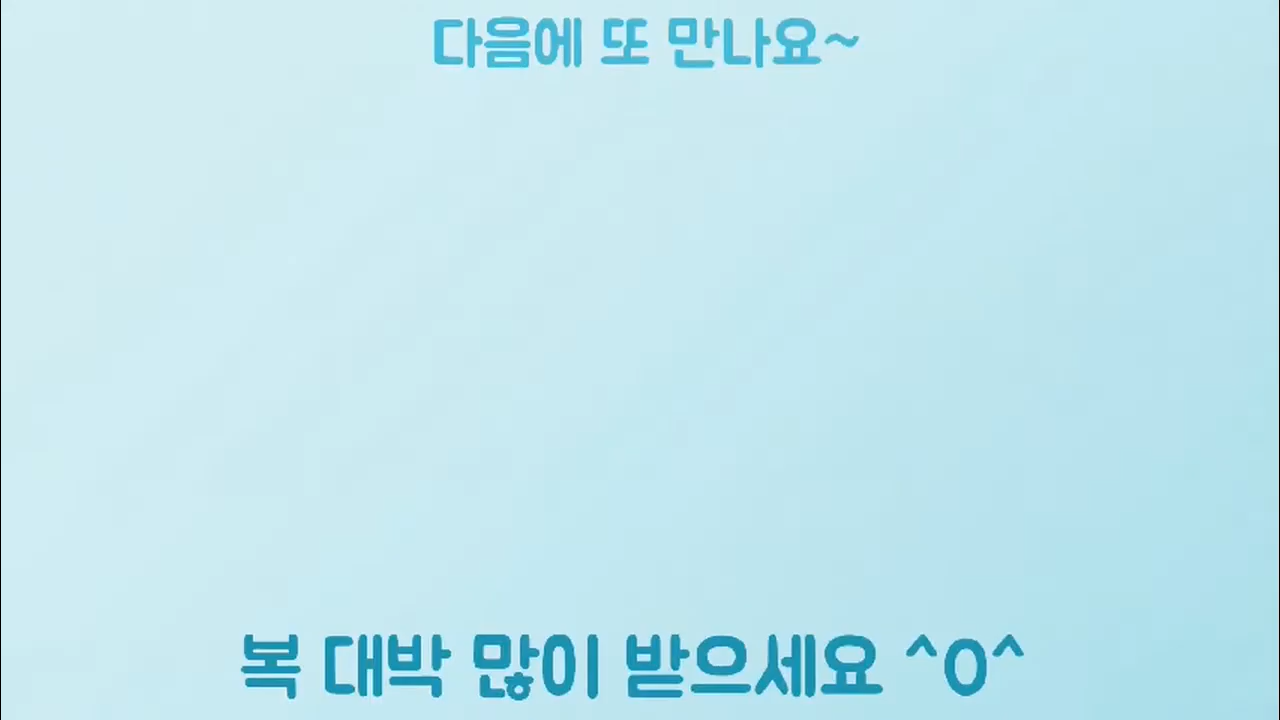 다음에 또 만나요~
복 대박 많이 받으세요 ^0^